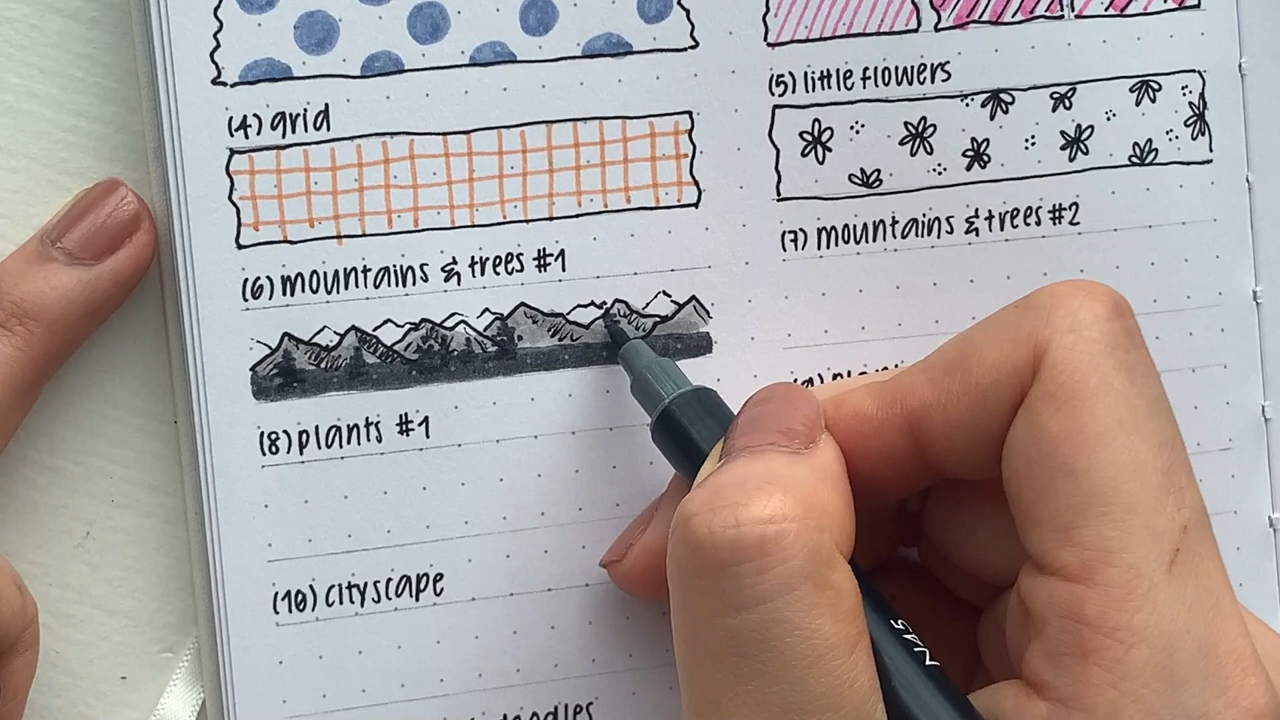 (4) grid
(5) little flowers
(6) mountains & trees #1
(7) mountains & trees #2
(8) plants #1
(10) cityscape
doodles
N45